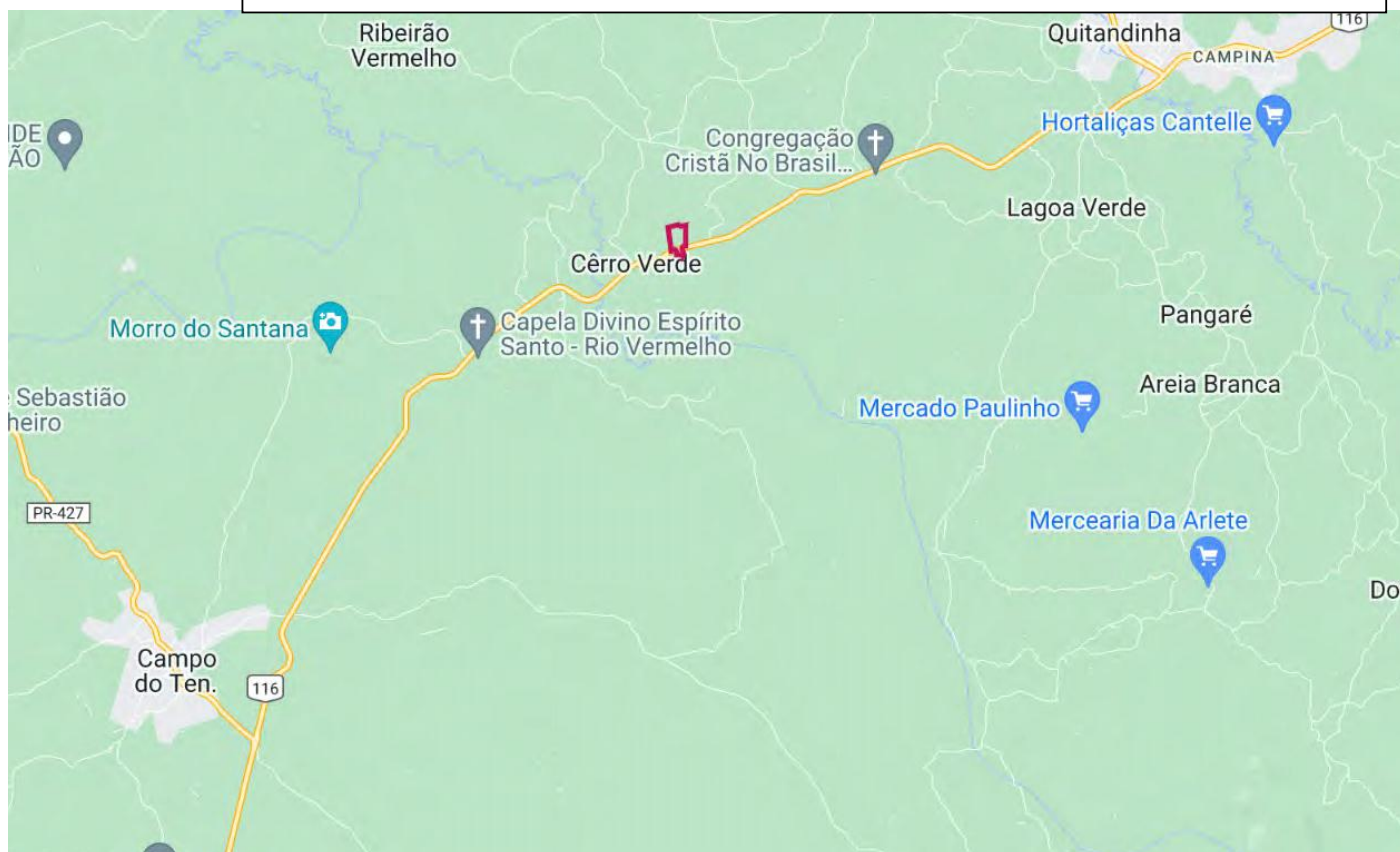 116
Ribeirão
Vermelho
Quitandinha
CAMPINA
Hortaliças Cantelle
IDE
ÃO
Congregação
Cristã No Brasil...
Lagoa Verde
Cêrro Verde
Morro do Santana
Capela Divino Espírito
Santo - Rio Vermelho
Pangaré
Areia Branca
Sebastião
heiro
Mercado Paulinho
PR-427
Mercearia Da Arlete
Do
Campo
do Ten.
116